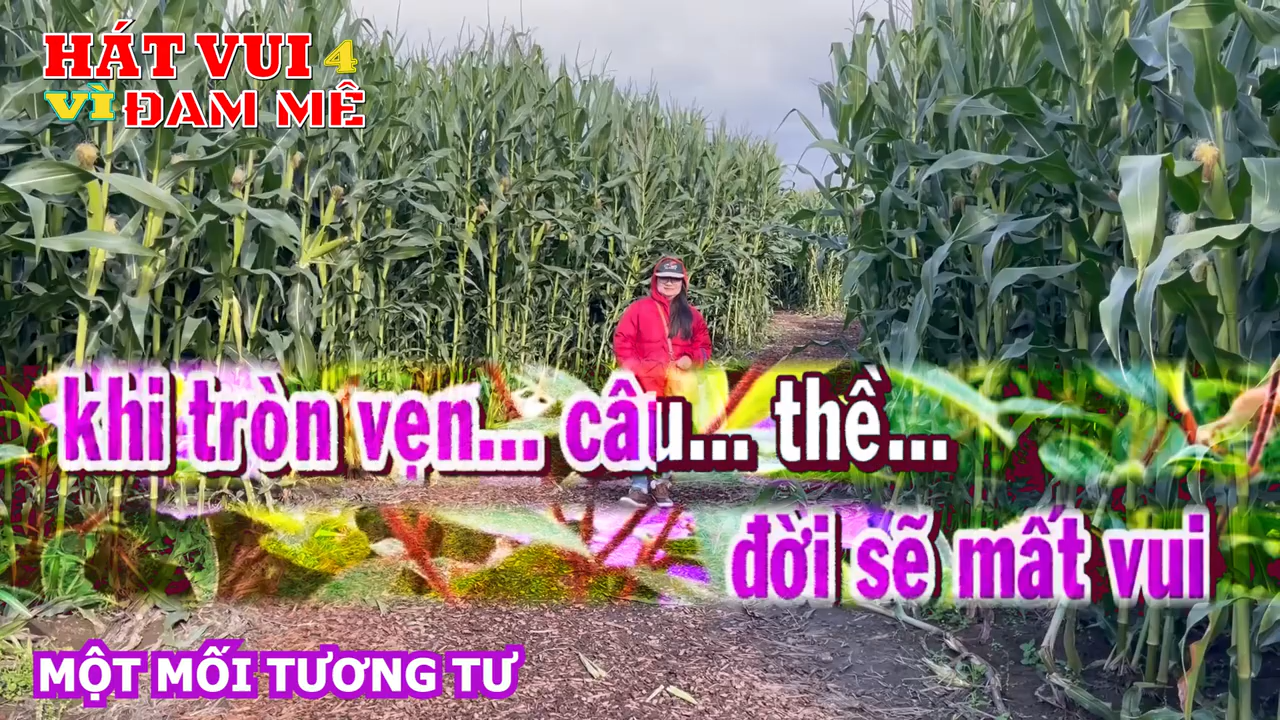 HÁT VUI 4
VÌ ĐAM MÊ
khi tròn vẹn... câu... thề...
đời sẽ mất vui
MỘT MỐI TƯƠNG TƯ